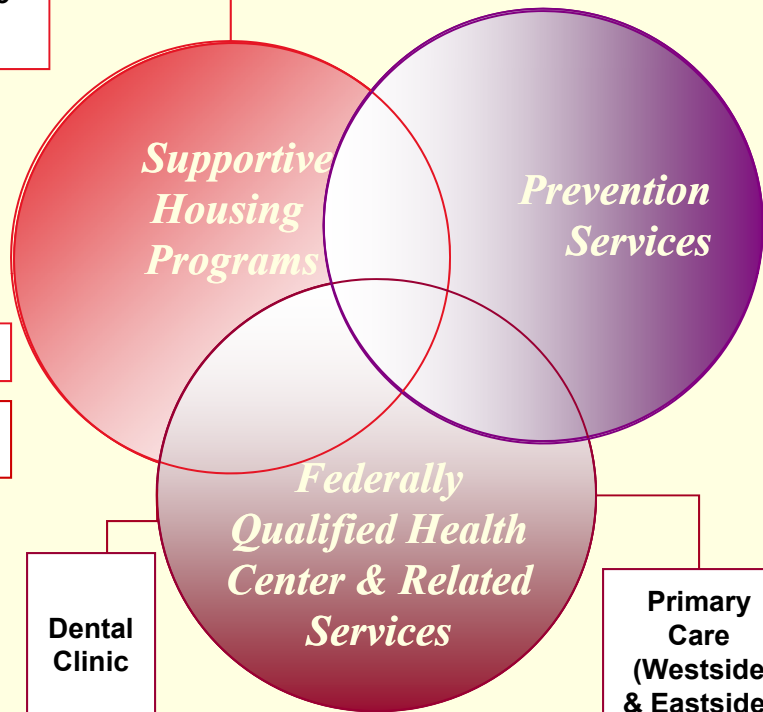 Supportive
Housing
Programs
Prevention
Services
Federally
Qualified Health
Center & Related
Services
Dental
Clinic
Primary
Care
(Westside
& Eastside